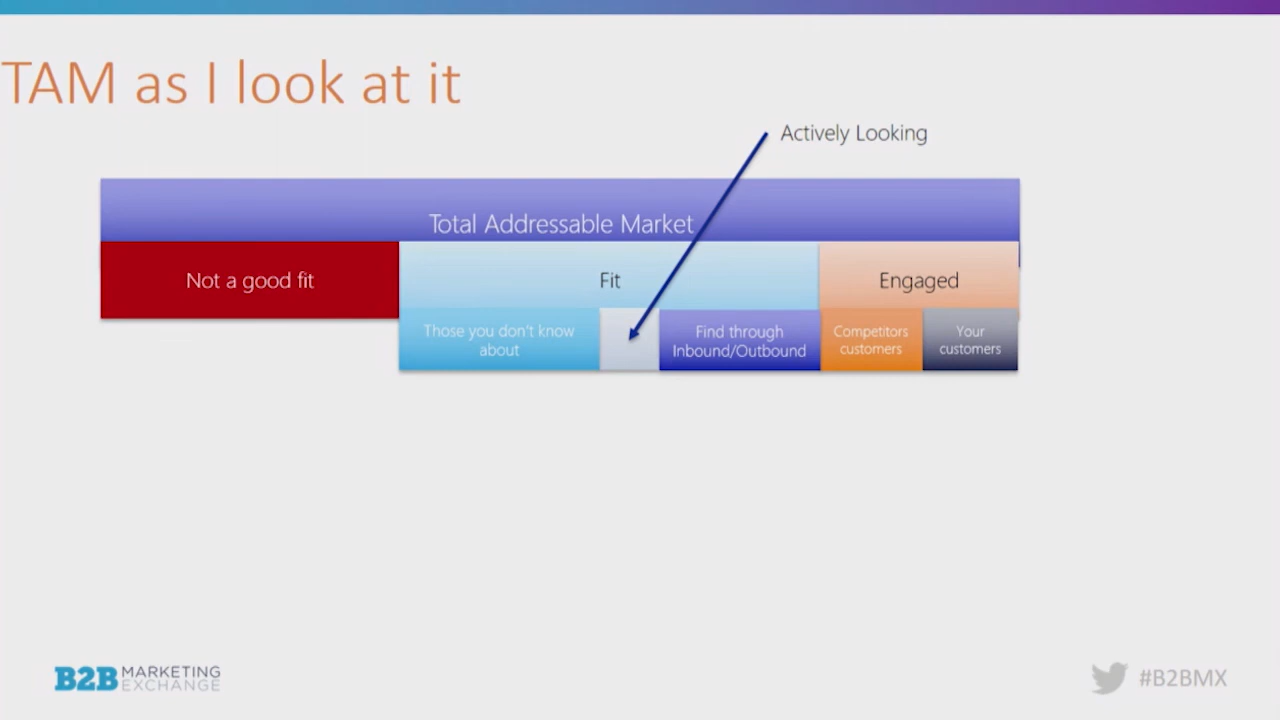 TAM as I look at it
Actively Looking
Total Addressable Market
Not a good fit
Fit
Engaged
Those you don't know
about
Find through
Inbound/Outbound
Competitors
customers
Your
customers
B2B MARKETING
EXCHANGE
#B2BMX